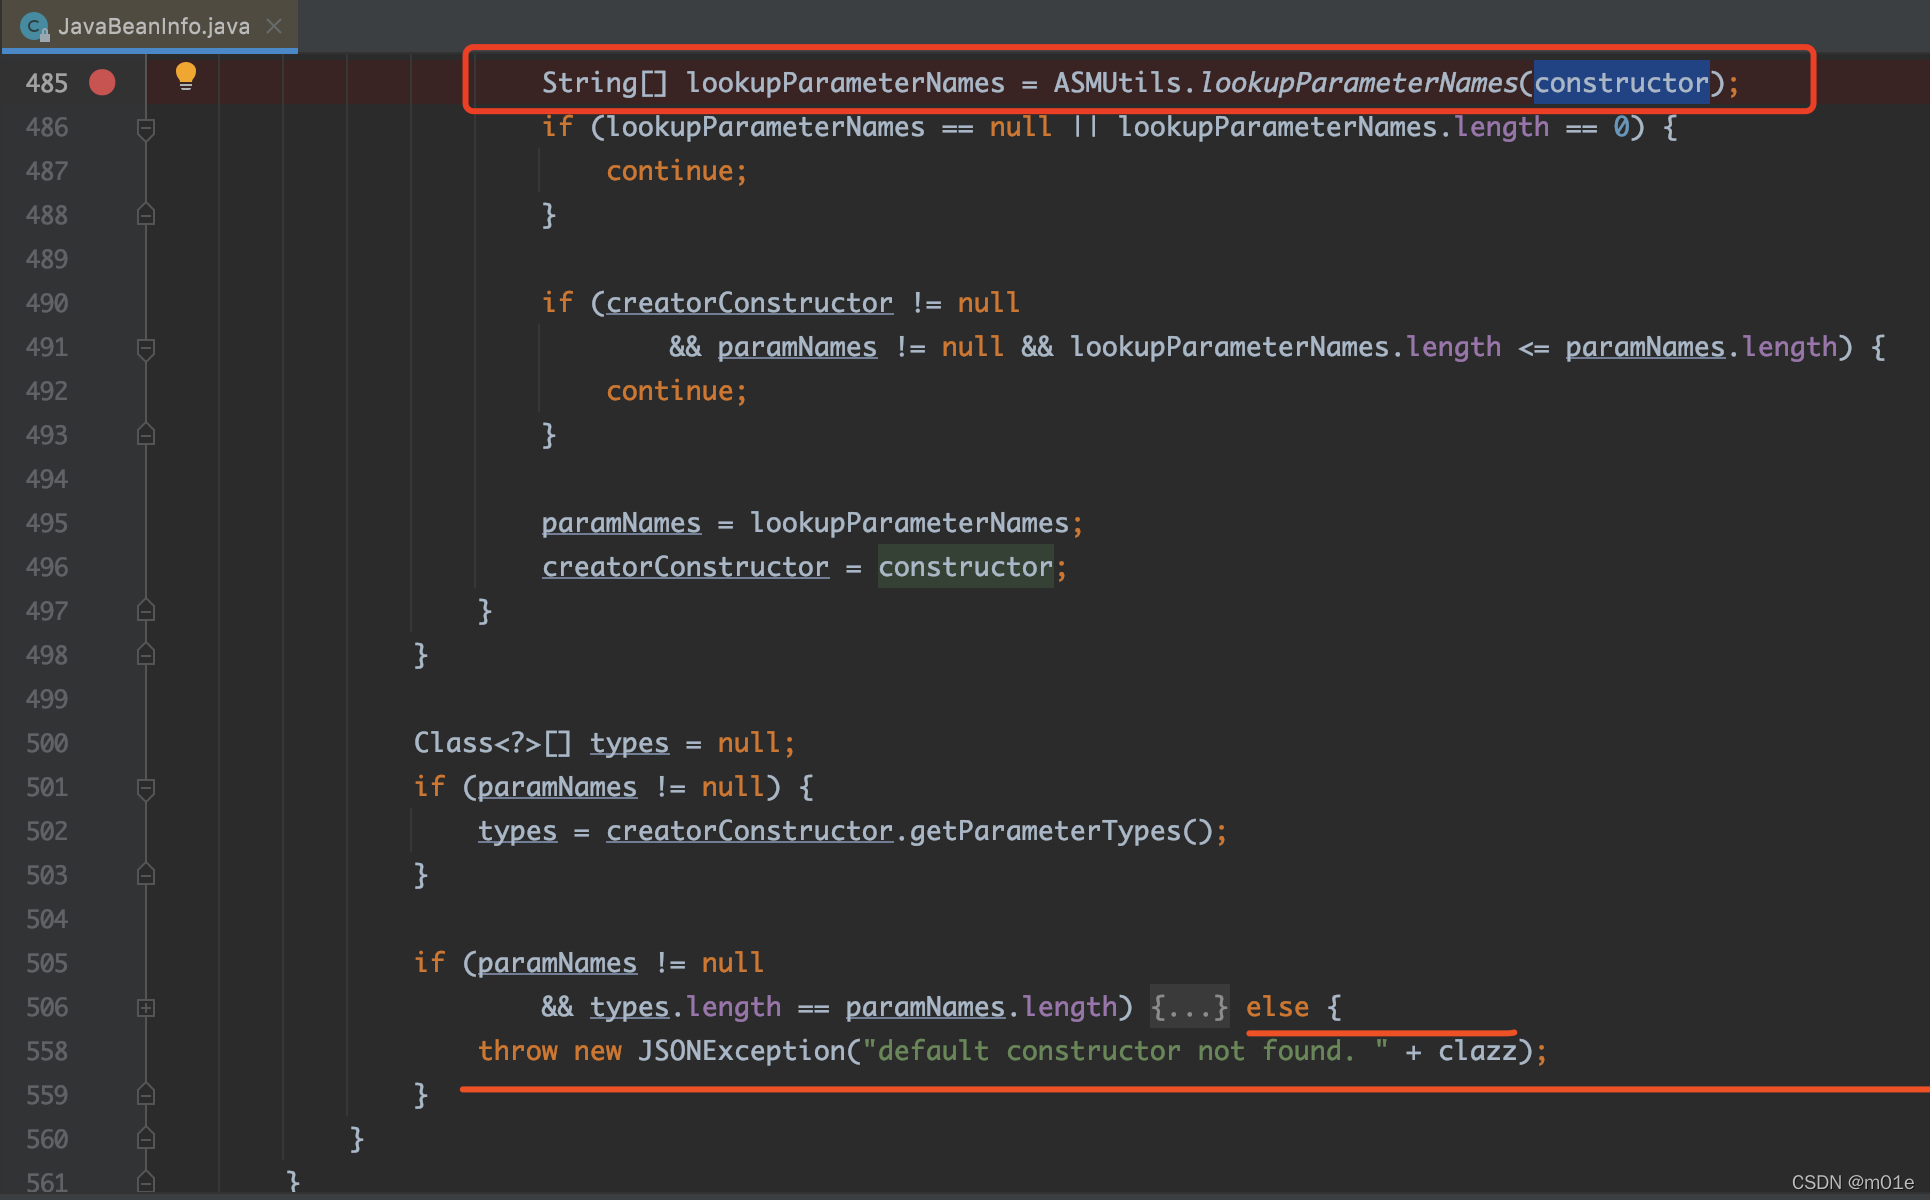 JavaBeanInfo.java
485 String[] lookupParameterNames = ASMUtils.lookupParameterNames(constructor);
486 if (lookupParameterNames == null || lookupParameterNames.length == 0) {
487 continue;
488 }
489
490 if (creatorConstructor != null
491 && paramNames != null && lookupParameterNames.length <= paramNames.length) {
492 continue;
493 }
494
495 paramNames = lookupParameterNames;
496 creatorConstructor = constructor;
497 }
498 }
499
500 Class<?>[] types = null;
501 if (paramNames != null) {
502 types = creatorConstructor.getParameterTypes();
503 }
504
505 if (paramNames != null
506 && types.length == paramNames.length) {...} else {
558 throw new JSONException("default constructor not found. " + clazz);
559 }
560 }
561 }
CSDN @m01e